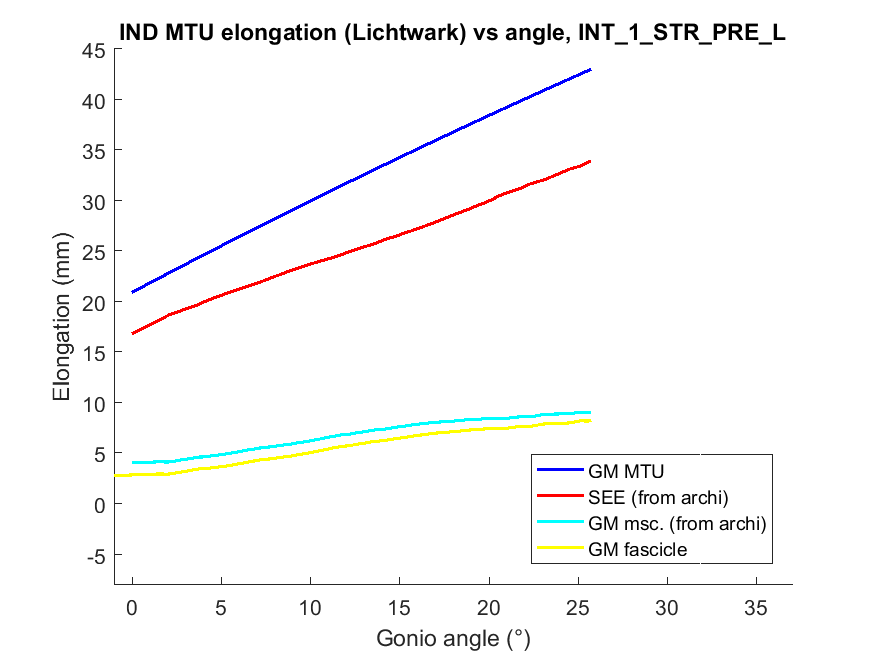 IND MTU elongation (Lichtwark) vs angle, INT_1_STR_PRE_L
45
40
35
30
25
20
15
10
5
0
-5
Elongation (mm)
0 5 10 15 20 25 30 35
Gonio angle (°)
GM MTU
SEE (from archi)
GM msc. (from archi)
GM fascicle